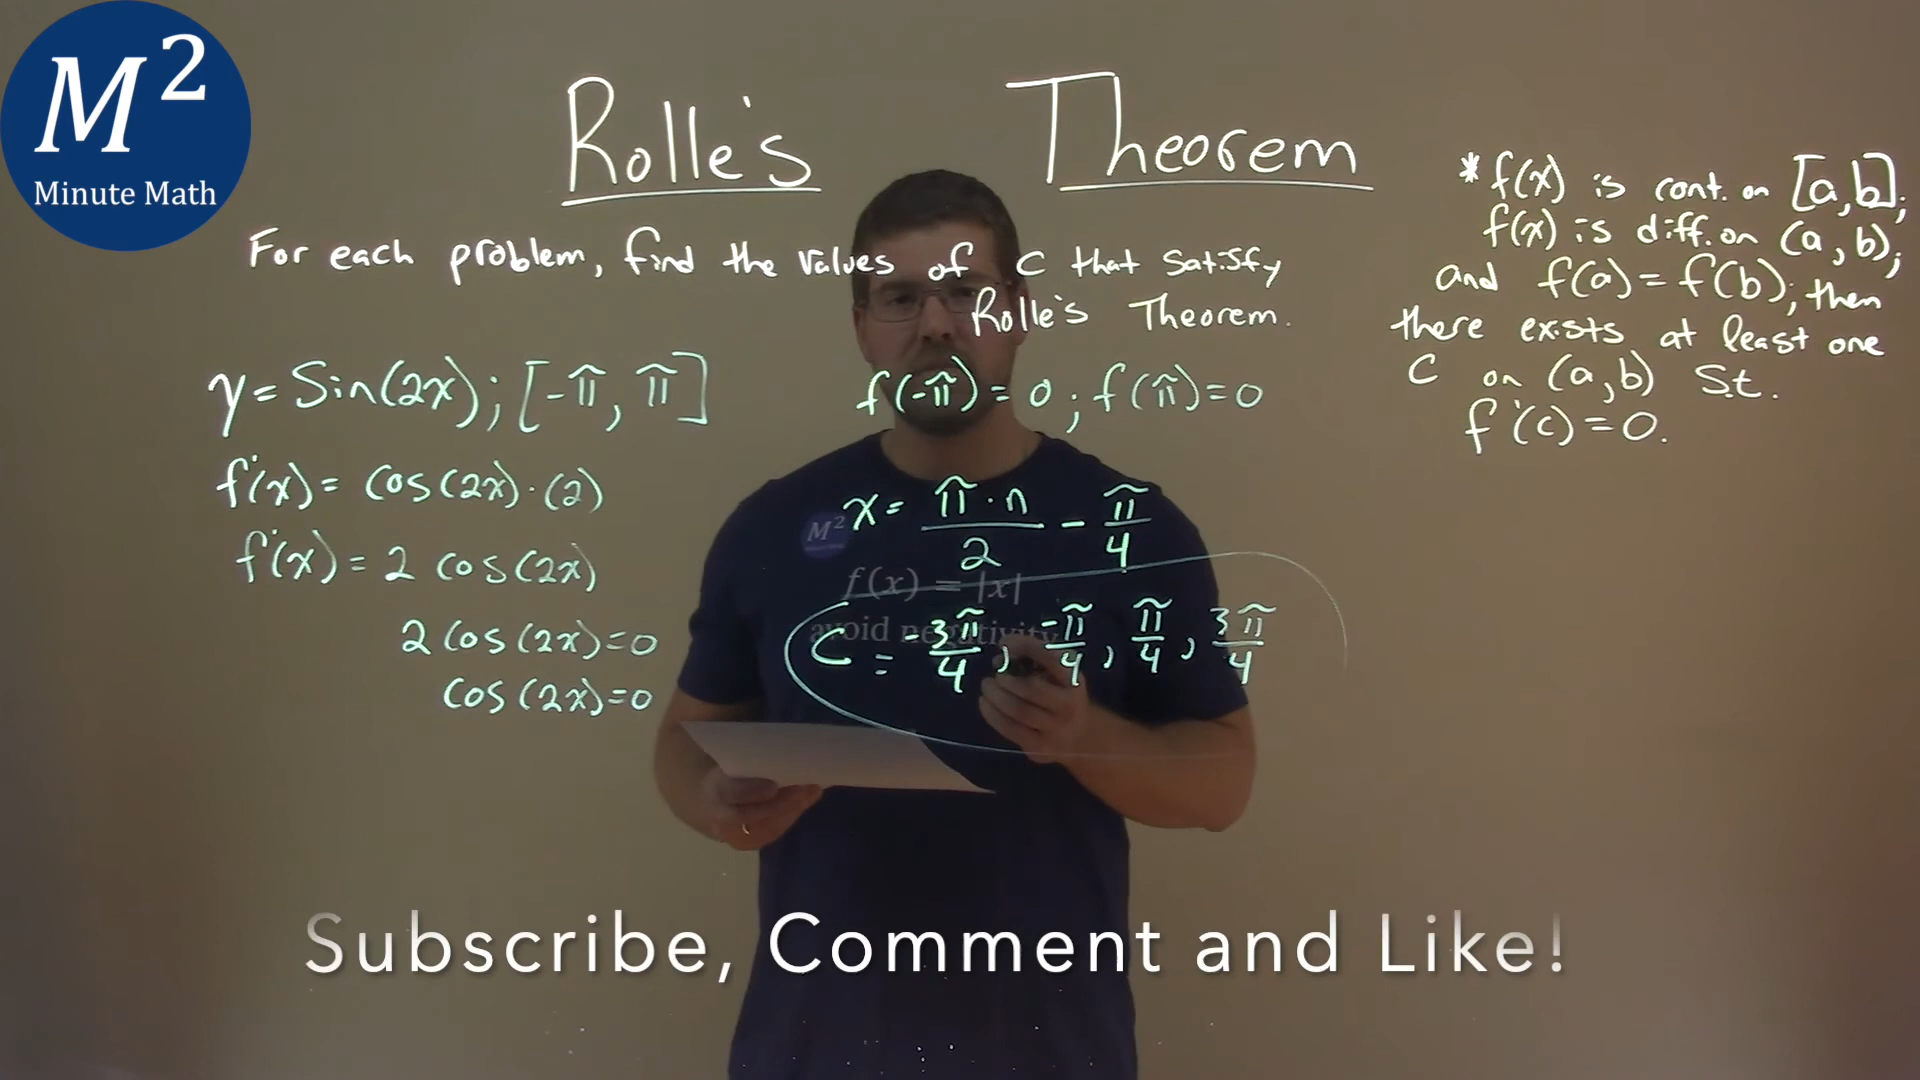 M²
Minute Math
Rolle's Theorem
For each problem, find the values of c that satisfy
Rolle's Theorem.
* f(x) is cont. on [a,b];
f(x) is diff. on (a,b);
and f(a) = f(b); then
there exists at least one
c on (a,b) s.t.
f'(c) = 0.
y = Sin(2x); [-π, π]
f(-π) = 0; f(π) = 0
f'(x) = cos(2x)·(2)
f'(x) = 2 cos(2x)
2 cos(2x) = 0
cos(2x) = 0
x = π·n/2 - π/4
M²
f(x) = |x|
avoid negativity
c = -3π/4, -π/4, π/4, 3π/4
Subscribe, Comment and Like!